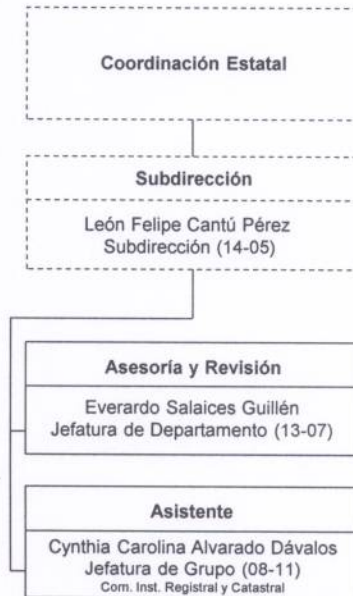 Coordinación Estatal
Subdirección
León Felipe Cantú Pérez
Subdirección (14-05)
Asesoría y Revisión
Everardo Salaices Guillén
Jefatura de Departamento (13-07)
Asistente
Cynthia Carolina Alvarado Dávalos
Jefatura de Grupo (08-11)
Com. Inst. Registral y Catastral